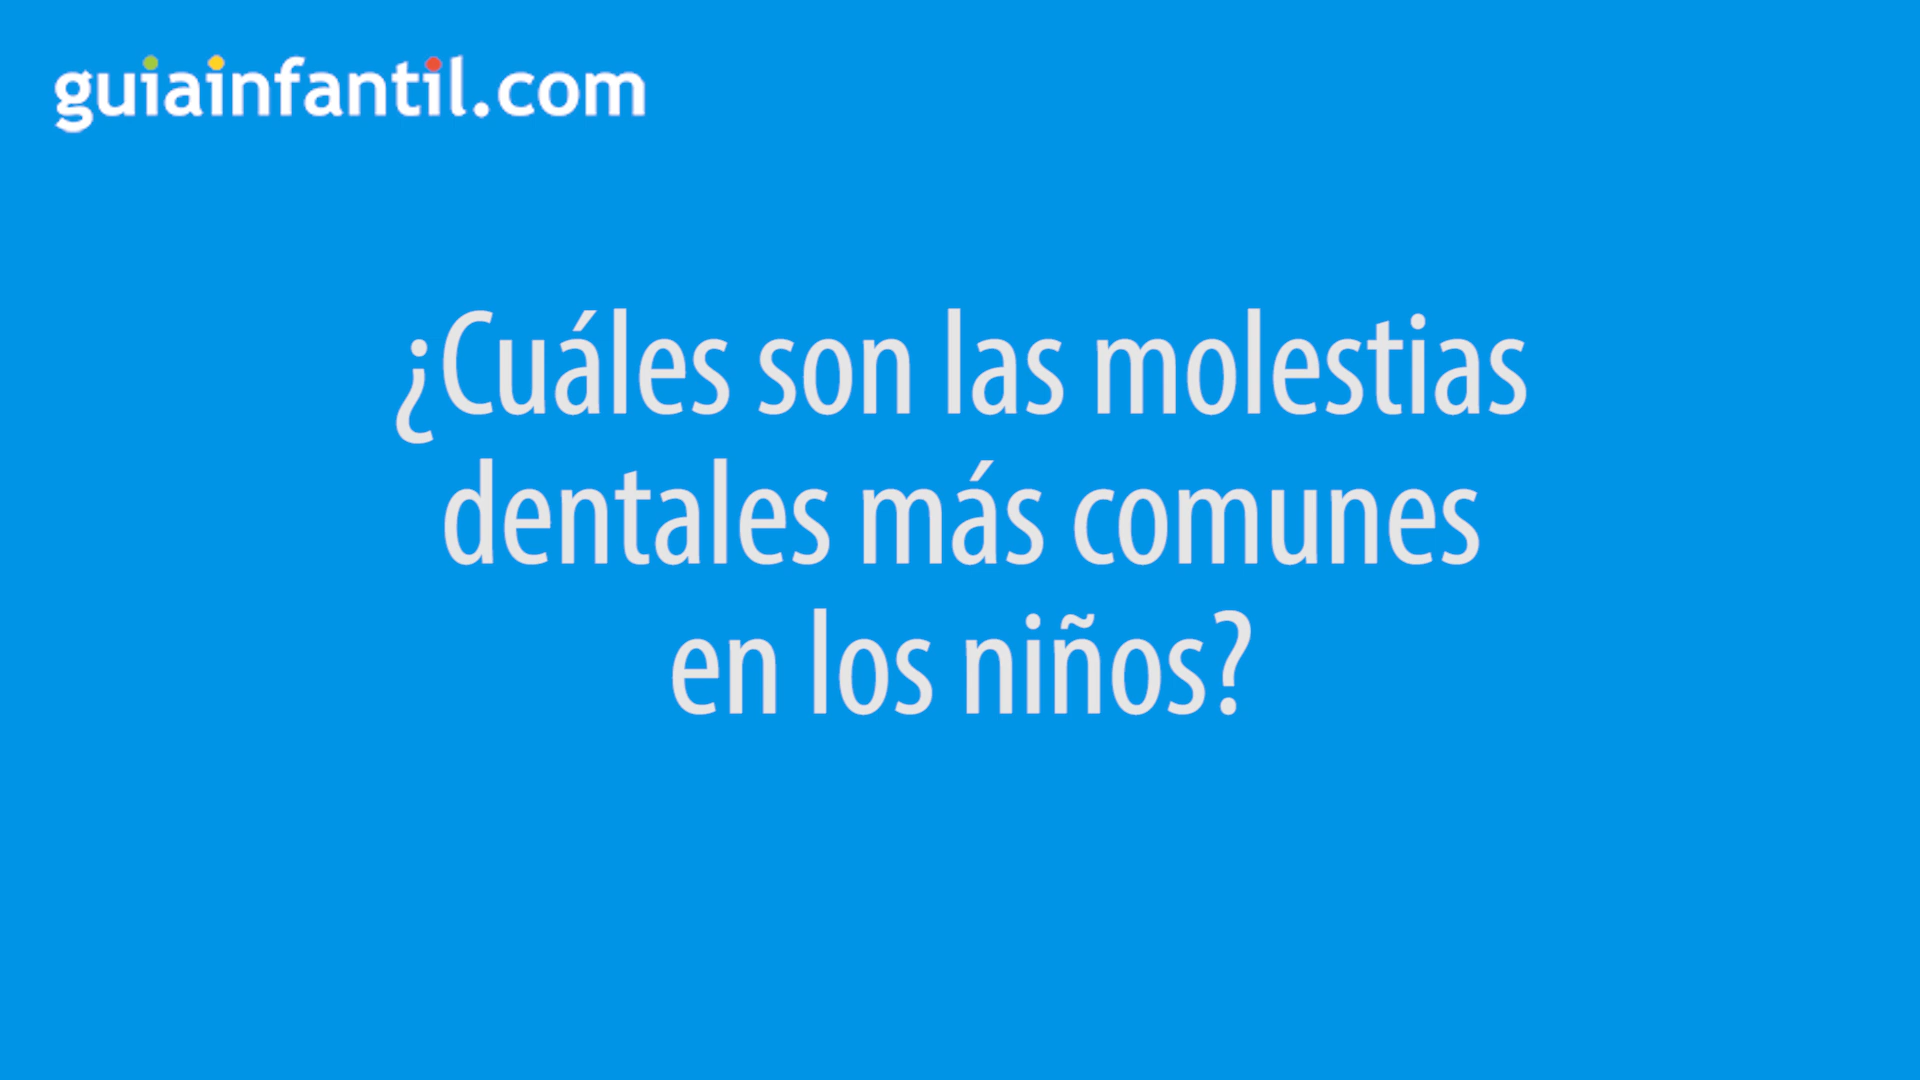 guiainfantil.com
¿Cuáles son las molestias
dentales más comunes
en los niños?